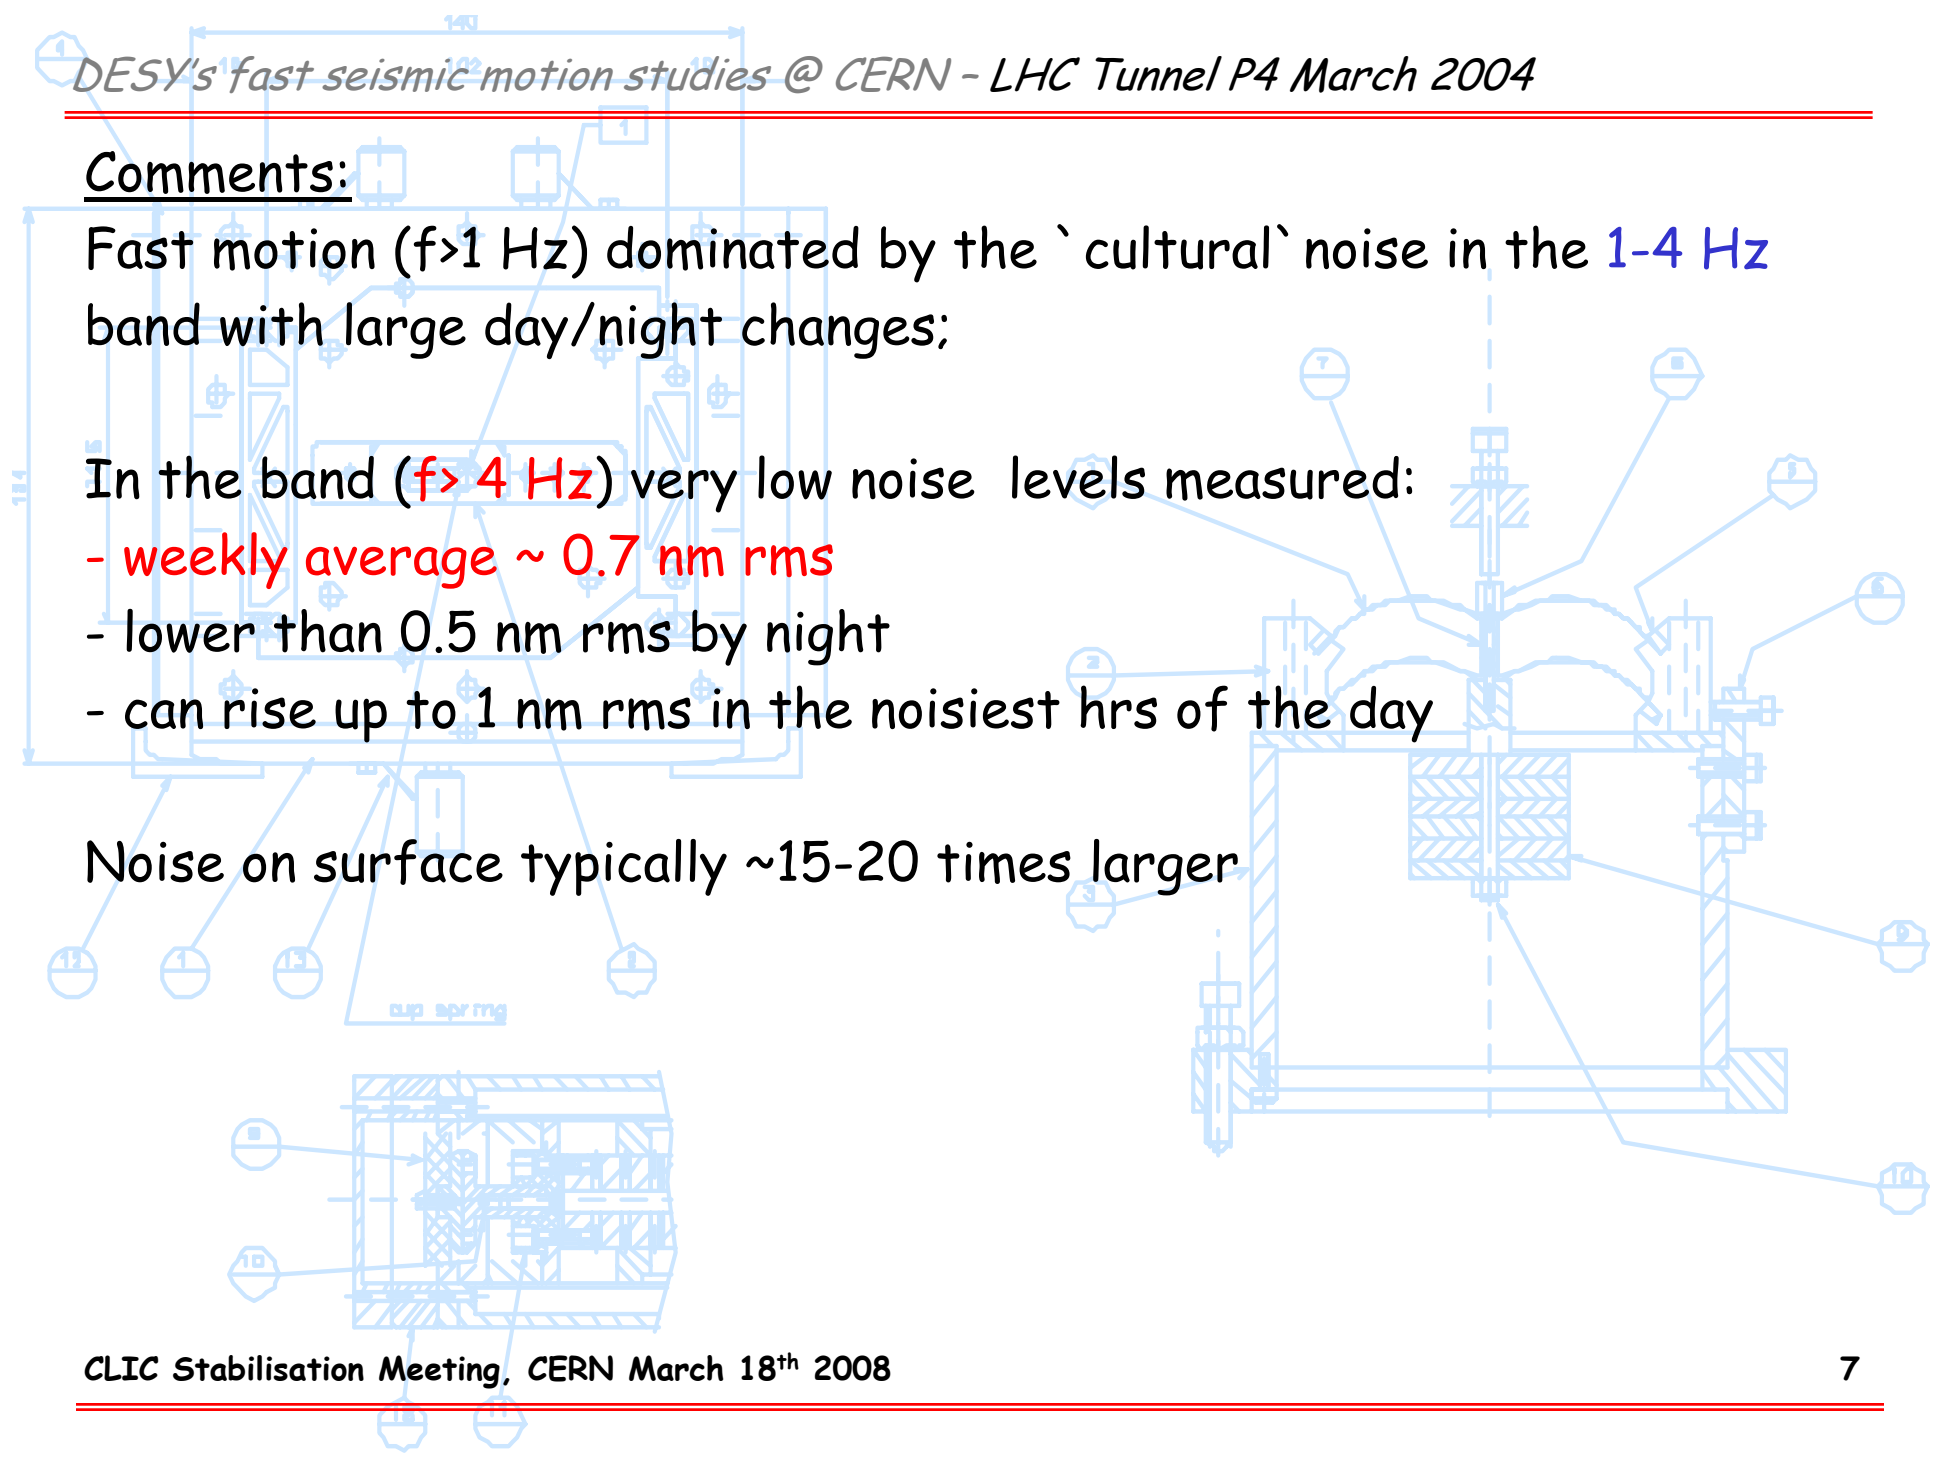 DESY's fast seismic motion studies @ CERN – LHC Tunnel P4 March 2004
Comments:
Fast motion (f>1 Hz) dominated by the `cultural` noise in the 1-4 Hz
band with large day/night changes;
In the band (f> 4 Hz) very low noise levels measured:
- weekly average ~ 0.7 nm rms
- lower than 0.5 nm rms by night
- can rise up to 1 nm rms in the noisiest hrs of the day
Noise on surface typically ~15-20 times larger
cup spring
CLIC Stabilisation Meeting, CERN March 18th 2008
7